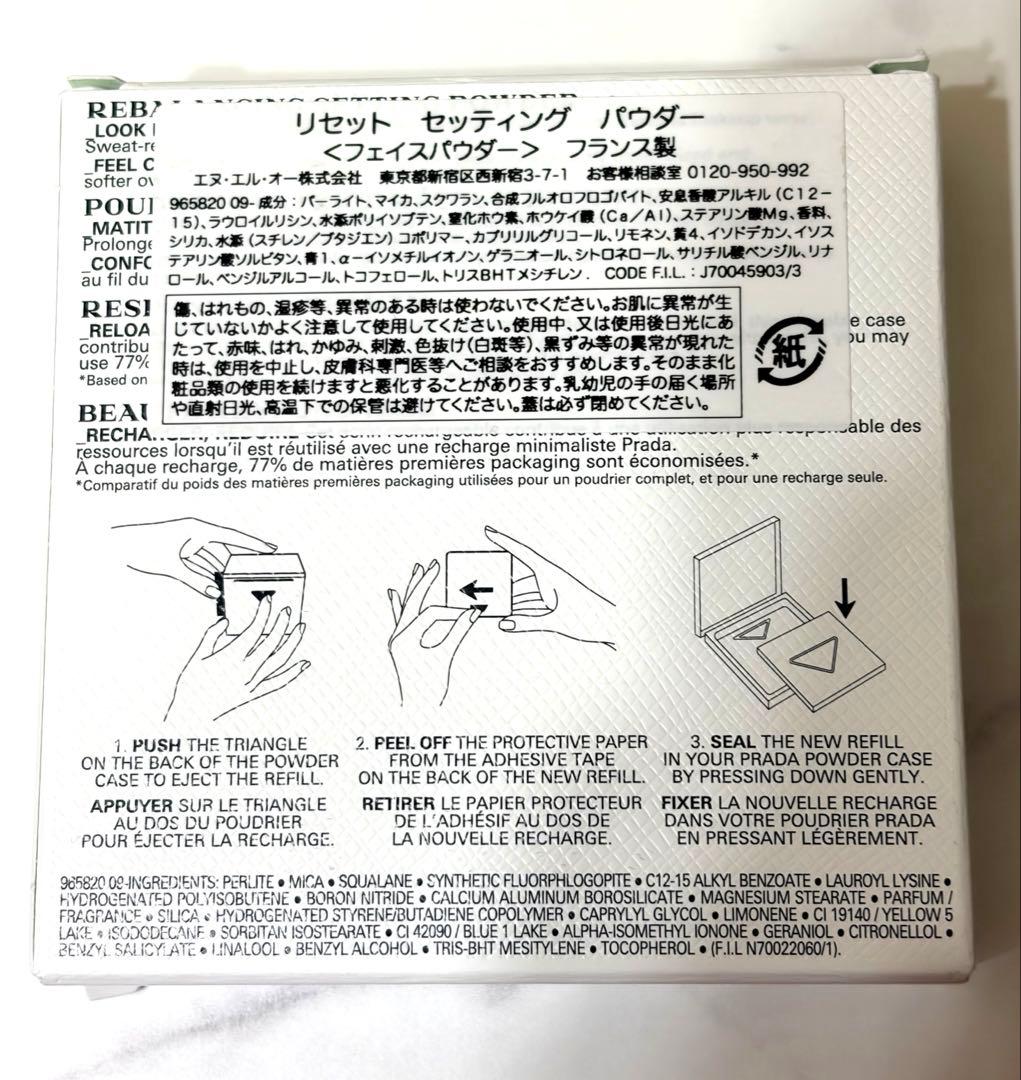 REBALANCING SETTING POWDER
_LOOK
Sweat-re
_FEEL C
softer ov
POU
MATIT
Prolonge
_CONFC
au fil du
RESI
_RELOA
contribu
use 77%
*Based on
e case
ou may
リセット セッティング パウダー
<フェイスパウダー> フランス製
エヌ・エル・オー株式会社 東京都新宿区西新宿3-7-1 お客様相談室 0120-950-992
965820 09- 成分：パーライト、マイカ、スクワラン、合成フルオロフロゴパイト、安息香酸アルキル（C12-
15）、ラウロイルリシン、水添ポリイソブテン、窒化ホウ素、ホウケイ酸（Ca／Al）、ステアリン酸Mg、香料、
シリカ、水添（スチレン／ブタジエン）コポリマー、カプリリルグリコール、リモネン、黄4、イソドデカン、イソス
テアリン酸ソルビタン、青1、α-イソメチルイオノン、ゲラニオール、シトロネロール、サリチル酸ベンジル、リナ
ロール、ベンジルアルコール、トコフェロール、トリスBHTメシチレン． CODE F.I.L.：J70045903/3
傷、はれもの、湿疹等、異常のある時は使わないでください。お肌に異常が生
じていないかよく注意して使用してください。使用中、又は使用後日光にあ
たって、赤味、はれ、かゆみ、刺激、色抜け（白斑等）、黒ずみ等の異常が現れた
時は、使用を中止し、皮膚科専門医等へご相談をおすすめします。そのまま化
粧品類の使用を続けますと悪化することがあります。乳幼児の手の届く場所
や直射日光、高温下での保管は避けてください。蓋は必ず閉めてください。
紙
BEAU
_RECHARGER, RÉDUIRE plus responsable des
ressources lorsqu'il est réutilisé avec une recharge minimaliste Prada.
À chaque recharge, 77% de matières premières packaging sont économisées.*
*Comparatif du poids des matières premières packaging utilisées pour un poudrier complet, et pour une recharge seule.
1. PUSH THE TRIANGLE
ON THE BACK OF THE POWDER
CASE TO EJECT THE REFILL.
APPUYER SUR LE TRIANGLE
AU DOS DU POUDRIER
POUR ÉJECTER LA RECHARGE.
2. PEEL OFF THE PROTECTIVE PAPER
FROM THE ADHESIVE TAPE
ON THE BACK OF THE NEW REFILL.
RETIRER LE PAPIER PROTECTEUR
DE L'ADHÉSIF AU DOS DE
LA NOUVELLE RECHARGE.
3. SEAL THE NEW REFILL
IN YOUR PRADA POWDER CASE
BY PRESSING DOWN GENTLY.
FIXER LA NOUVELLE RECHARGE
DANS VOTRE POUDRIER PRADA
EN PRESSANT LÉGÈREMENT.
965820 09-INGREDIENTS: PERLITE • MICA • SQUALANE • SYNTHETIC FLUORPHLOGOPITE • C12-15 ALKYL BENZOATE • LAUROYL LYSINE •
HYDROGENATED POLYISOBUTENE • BORON NITRIDE • CALCIUM ALUMINUM BOROSILICATE • MAGNESIUM STEARATE • PARFUM /
FRAGRANCE • SILICA • HYDROGENATED STYRENE/BUTADIENE COPOLYMER • CAPRYLYL GLYCOL • LIMONENE • CI 19140 / YELLOW 5
LAKE • ISODODECANE • SORBITAN ISOSTEARATE • CI 42090 / BLUE 1 LAKE • ALPHA-ISOMETHYL IONONE • GERANIOL • CITRONELLOL •
BENZYL SALICYLATE • LINALOOL • BENZYL ALCOHOL • TRIS-BHT MESITYLENE • TOCOPHEROL • (F.I.L N70022060/1).